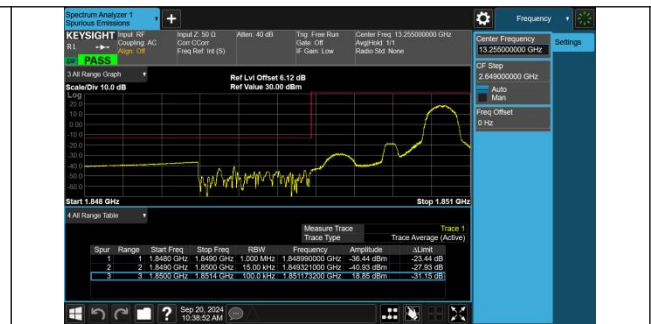 Spectrum Analyzer 1
Spurious Emissions
+
Frequency
KEYSIGHT Input: RF
RL
Coupling: AC
Align: Off
Input Z: 50 Ω
Corr CCorr
Freq Ref: Int (S)
Atten: 40 dB
Trig: Free Run
Gate: Off
IF Gain: Low
Center Freq: 13.255000000 GHz
Avg|Hold: 1/1
Radio Std: None
PASS
Center Frequency
13.255000000 GHz
Settings
CF Step
2.649000000 GHz
Auto
Man
Freq Offset
0 Hz
3 All Range Graph
Scale/Div 10.0 dB
Ref Lvl Offset 6.12 dB
Ref Value 30.00 dBm
Log
20.0
10.0
0.00
-10.0
-20.0
-30.0
-40.0
-50.0
-60.0
Start 1.848 GHz
Stop 1.851 GHz
4 All Range Table
Measure Trace Trace 1
Trace Type Trace Average (Active)
Spur Range Start Freq Stop Freq RBW Frequency Amplitude ΔLimit
1 1 1.8480 GHz 1.8490 GHz 1.000 MHz 1.848990000 GHz -36.44 dBm -23.44 dB
2 2 1.8490 GHz 1.8500 GHz 15.00 kHz 1.849321000 GHz -40.93 dBm -27.93 dB
3 3 1.8500 GHz 1.8514 GHz 100.0 kHz 1.851173200 GHz 18.85 dBm -31.15 dB
?
Sep 20, 2024
10:38:52 AM